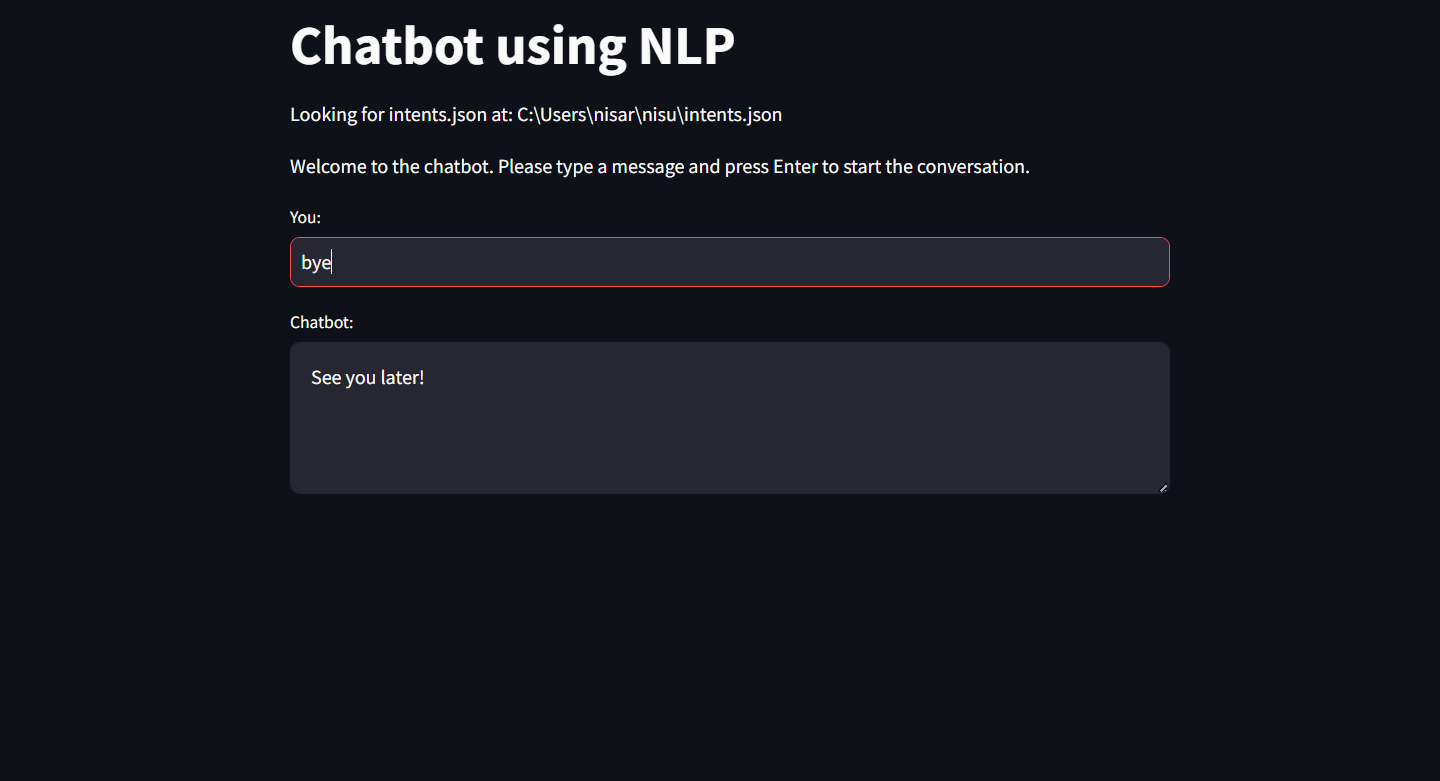 Chatbot using NLP
Looking for intents.json at: C:\Users\nisar\nisu\intents.json
Welcome to the chatbot. Please type a message and press Enter to start the conversation.
You:
bye
Chatbot:
See you later!